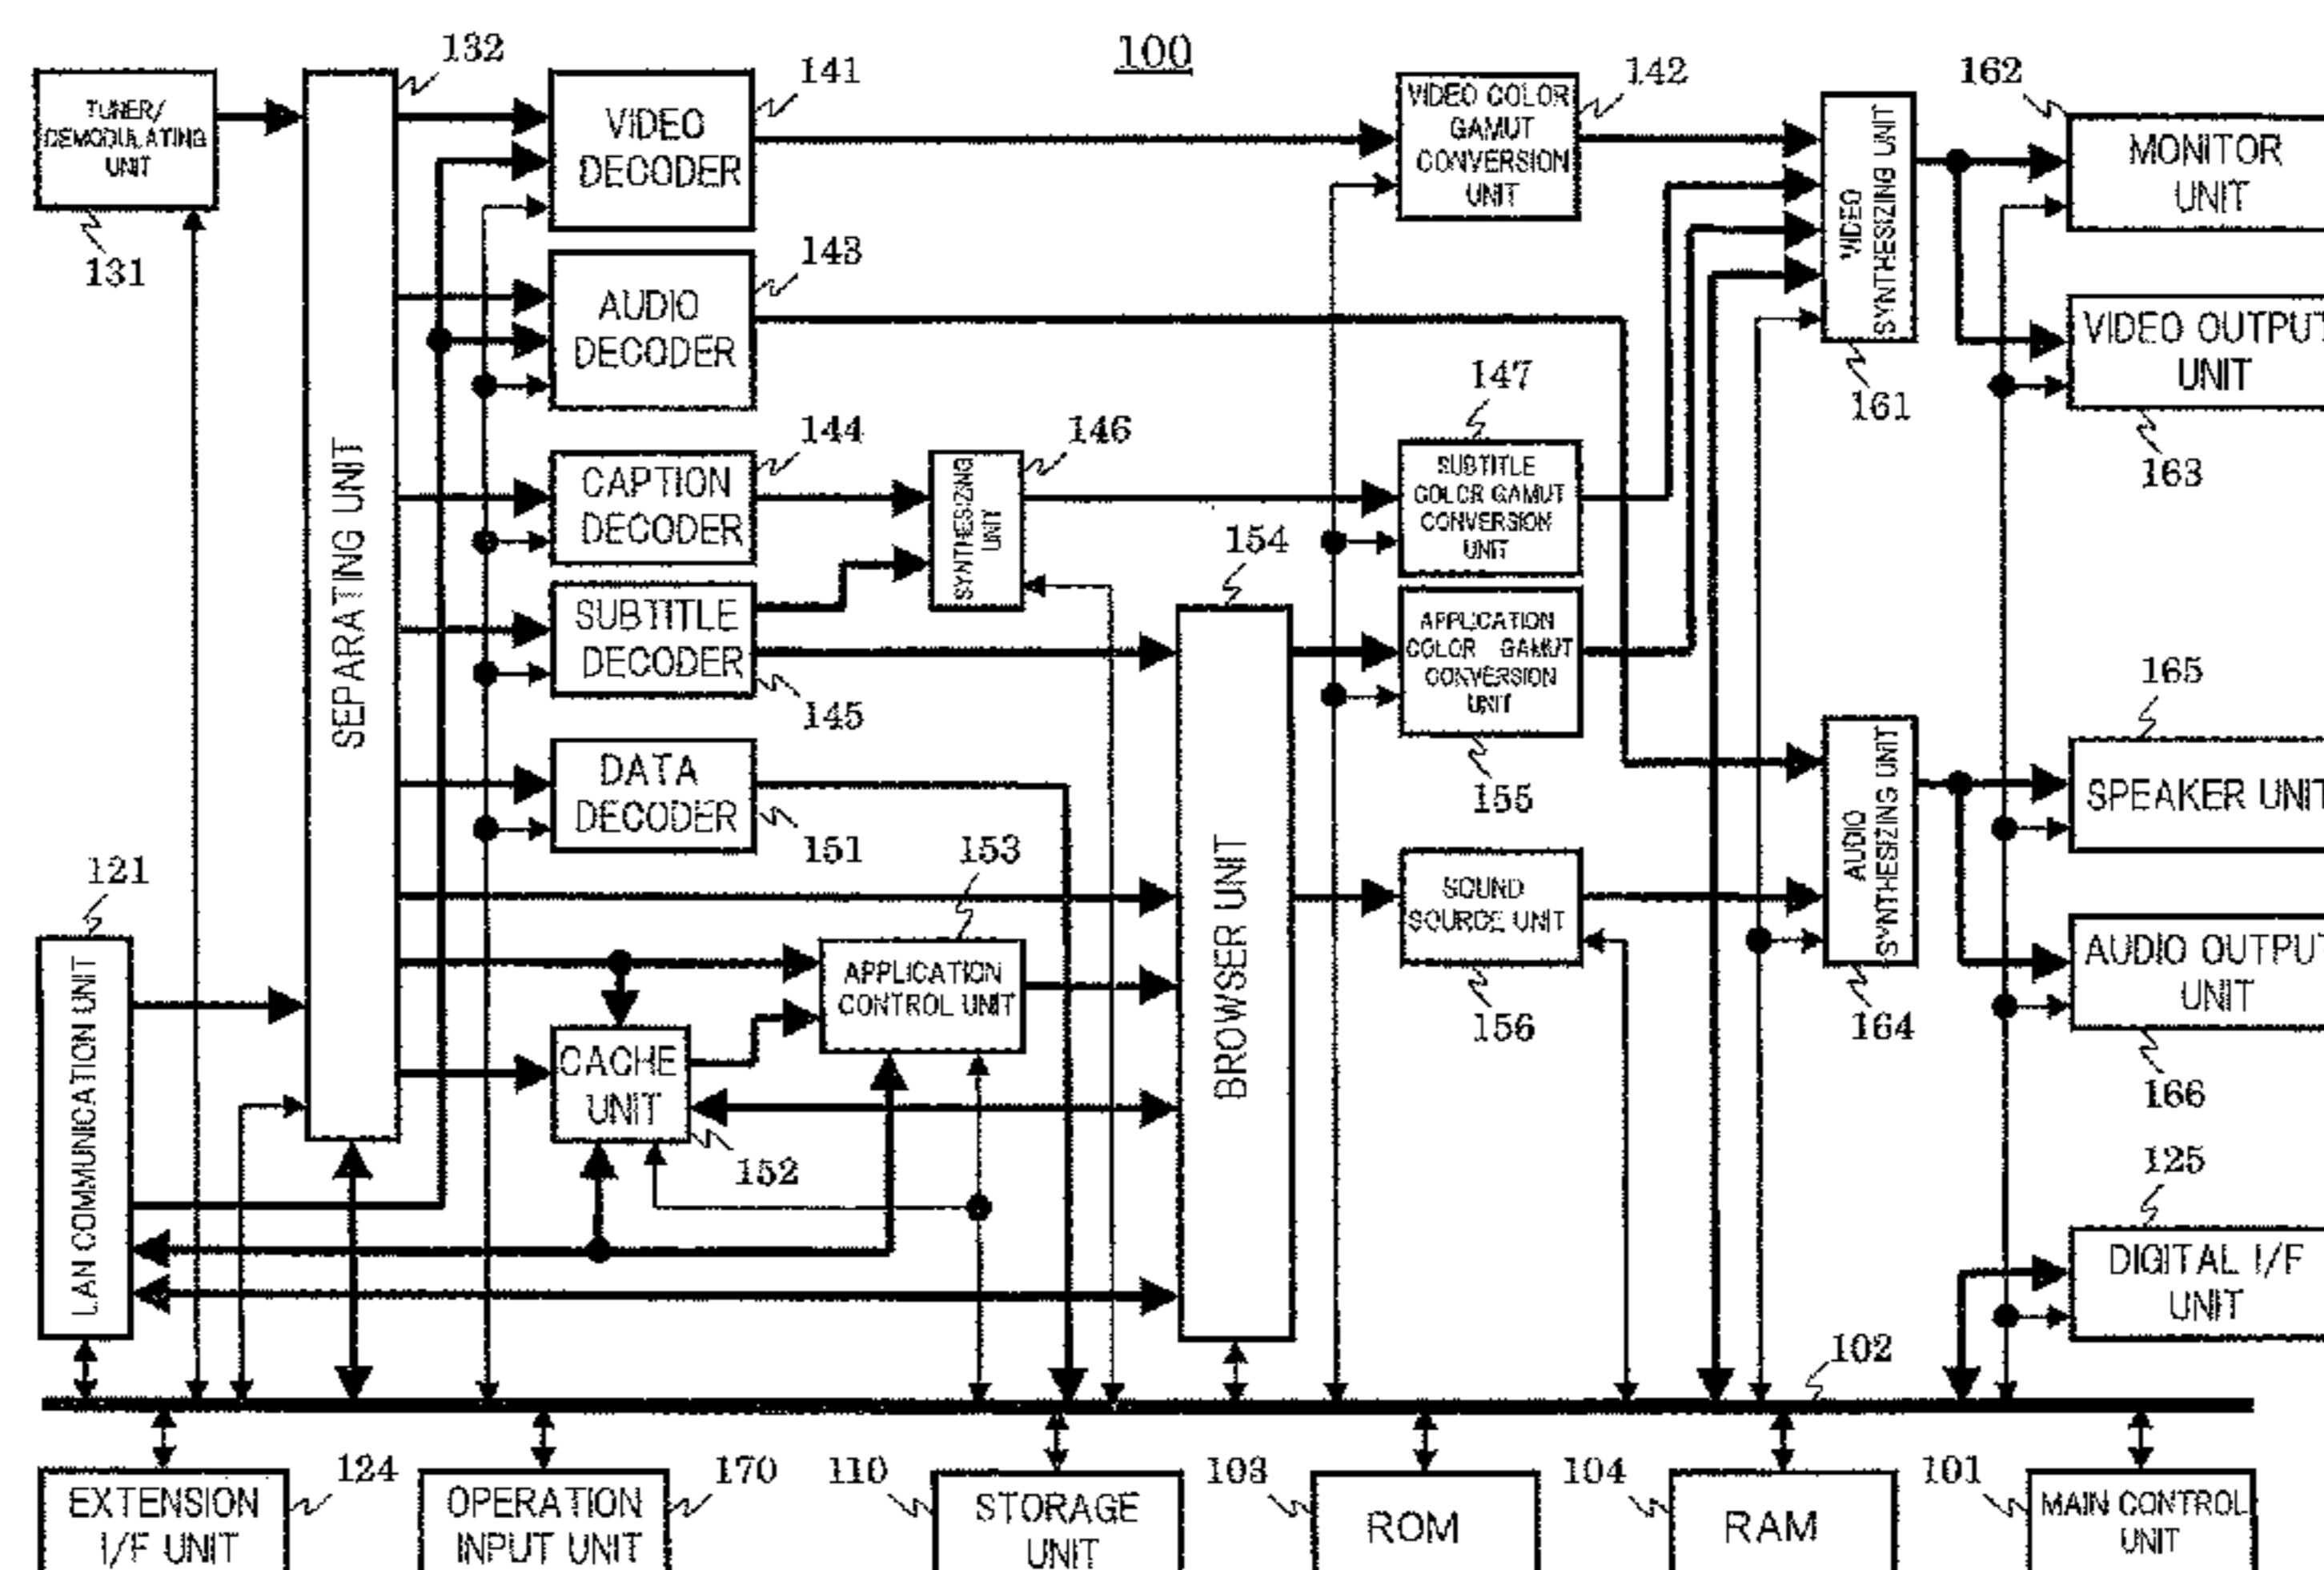 100
132
141
142
162
TUNER/
DEMODULATING
UNIT
131
SEPARATING UNIT
VIDEO
DECODER
VIDEO COLOR
GAMUT
CONVERSION
UNIT
VIDEO
SYNTHESIZING UNIT
161
MONITOR
UNIT
143
AUDIO
DECODER
VIDEO OUTPUT
UNIT
163
144
CAPTION
DECODER
146
SYNTHESIZING
UNIT
147
SUBTITLE
COLOR GAMUT
CONVERSION
UNIT
SUBTITLE
DECODER
145
154
BROWSER UNIT
APPLICATION
COLOR GAMUT
CONVERSION
UNIT
155
165
SPEAKER UNIT
DATA
DECODER
151
AUDIO
SYNTHESIZING UNIT
164
121
LAN COMMUNICATION UNIT
153
APPLICATION
CONTROL UNIT
SOUND
SOURCE UNIT
156
AUDIO OUTPUT
UNIT
166
CACHE
UNIT
152
125
DIGITAL I/F
UNIT
102
EXTENSION
I/F UNIT
124
OPERATION
INPUT UNIT
170
110
STORAGE
UNIT
103
ROM
104
RAM
101
MAIN CONTROL
UNIT